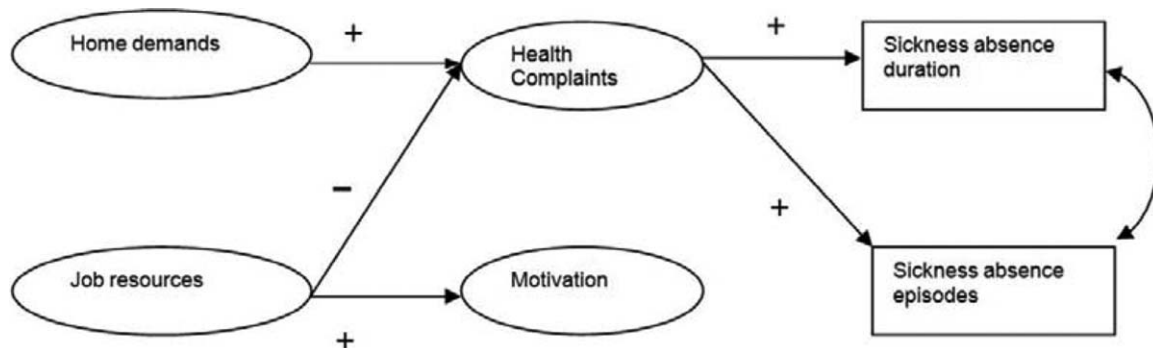 Home demands
+
Health
Complaints
+
Sickness absence
duration
–
+
Job resources
+
Motivation
Sickness absence
episodes